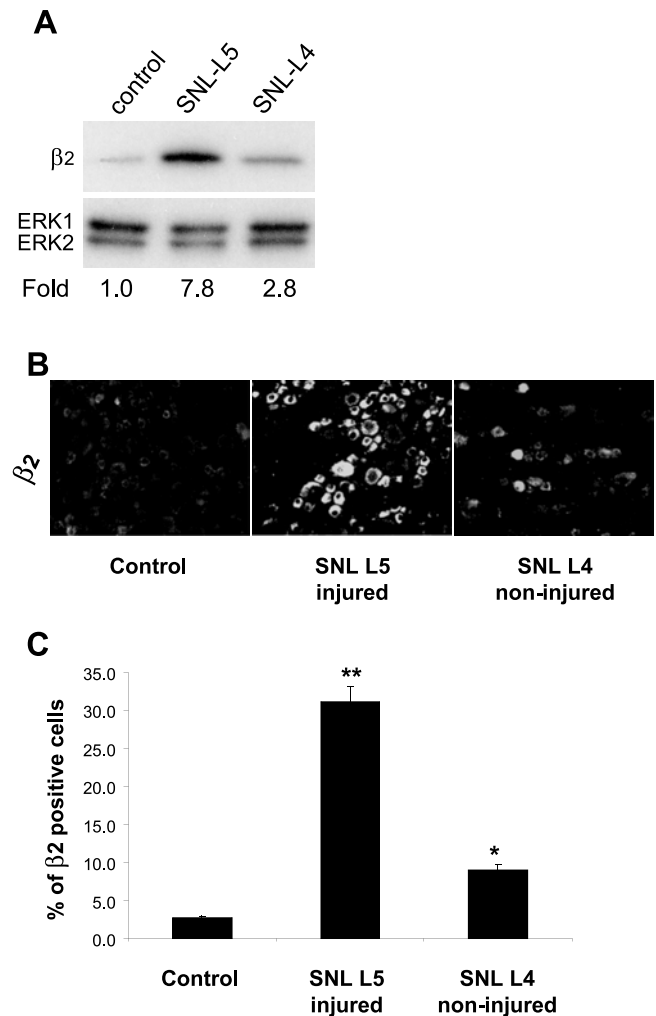 A
control SNL-L5 SNL-L4
β2
ERK1
ERK2
Fold 1.0 7.8 2.8
B
β2
Control SNL L5 SNL L4
injured non-injured
C
% of β2 positive cells
35.0
30.0
25.0
20.0
15.0
10.0
5.0
0.0
**
*
Control SNL L5 SNL L4
injured non-injured